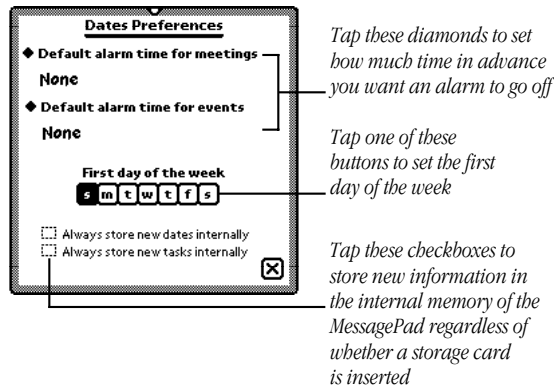 Dates Preferences
Default alarm time for meetings
None
Default alarm time for events
None
First day of the week
s m t w t f s
Always store new dates internally
Always store new tasks internally
Tap these diamonds to set
how much time in advance
you want an alarm to go off
Tap one of these
buttons to set the first
day of the week
Tap these checkboxes to
store new information in
the internal memory of the
MessagePad regardless of
whether a storage card
is inserted